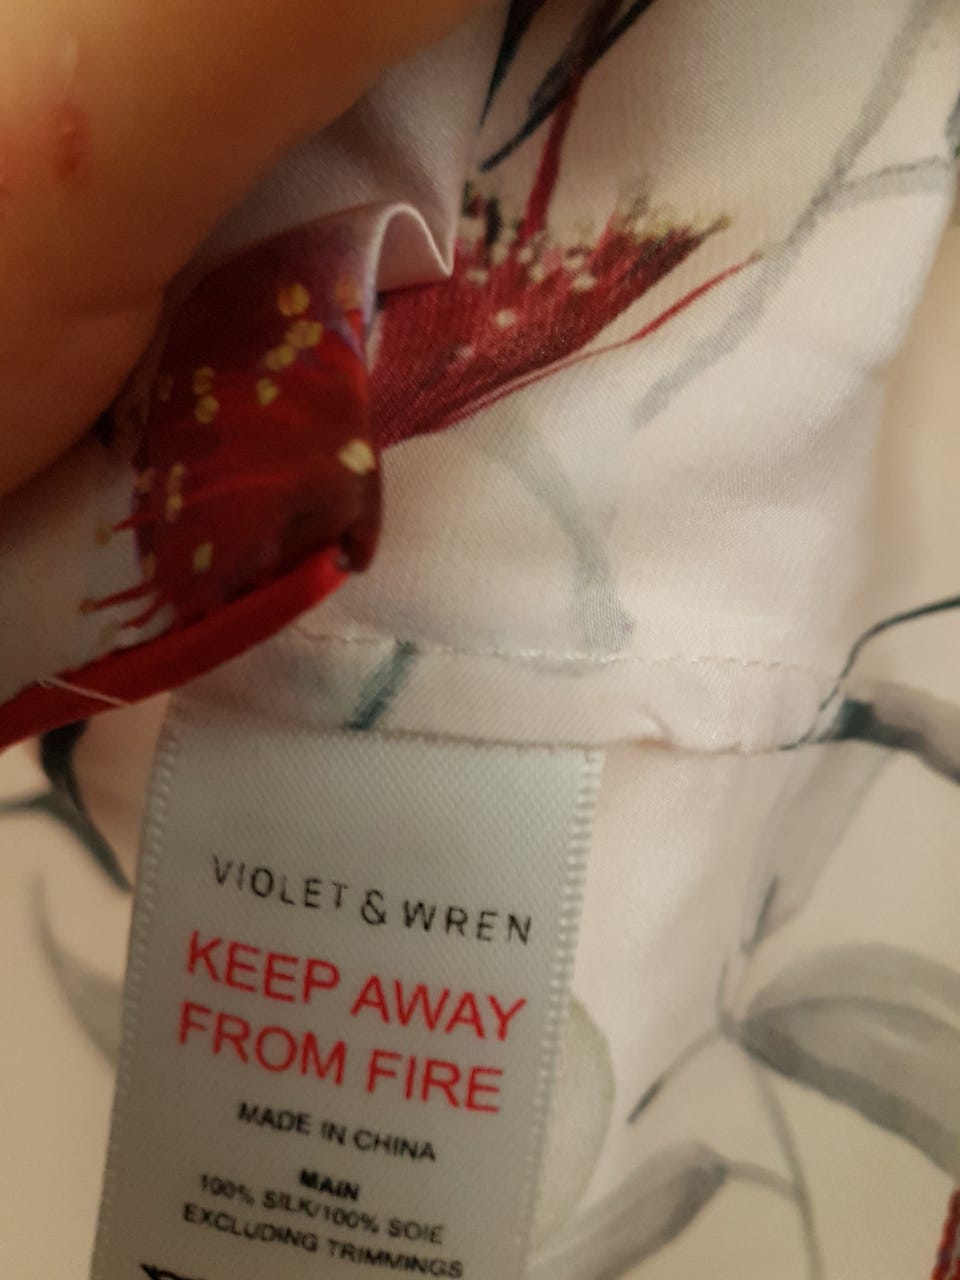 VIOLET & WREN
KEEP AWAY
FROM FIRE
MADE IN CHINA
MAIN
100% SILK/100% SOIE
EXCLUDING TRIMMINGS